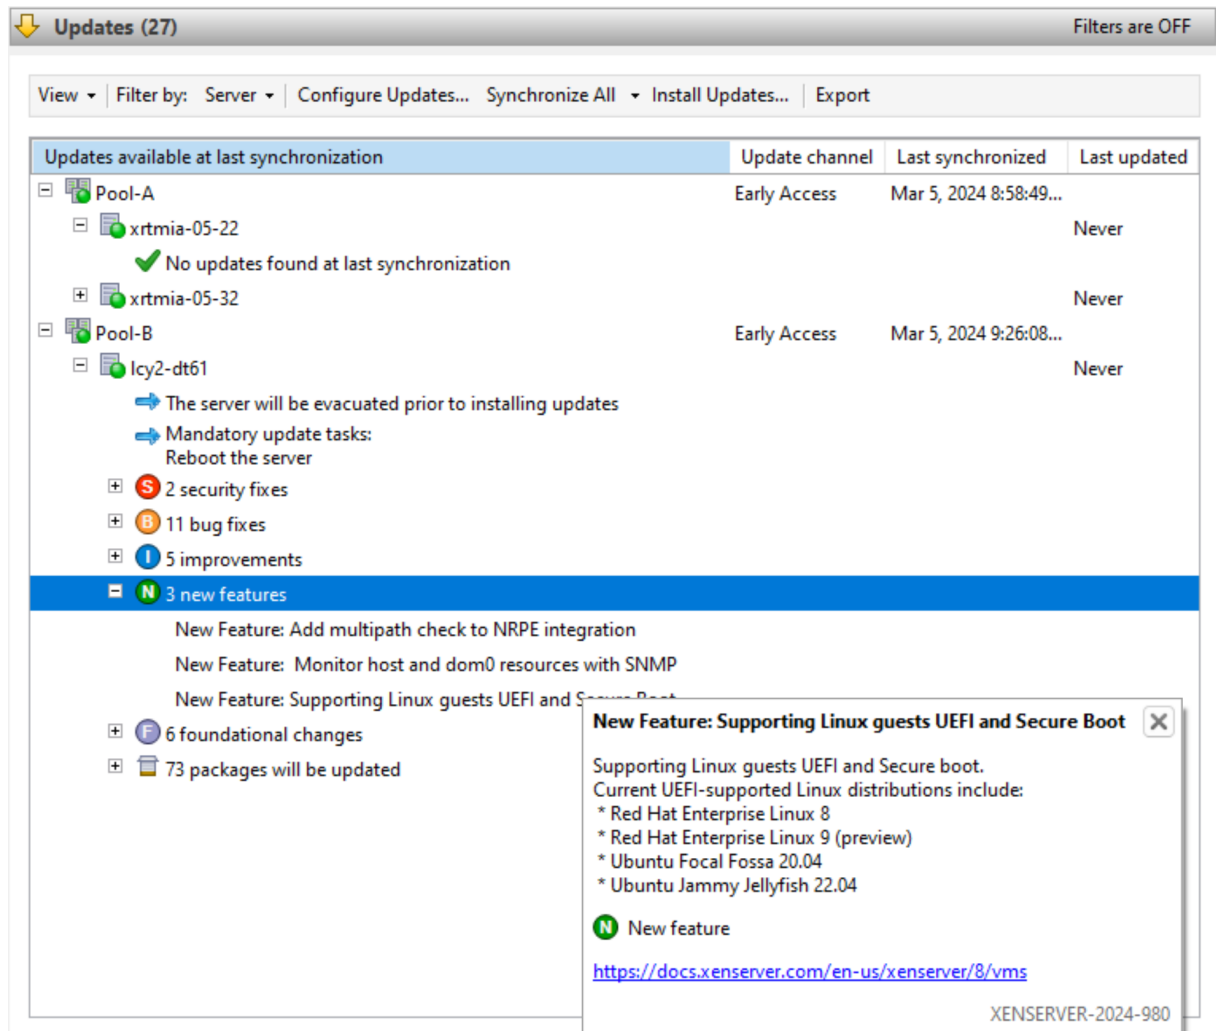 Updates (27) Filters are OFF
View Filter by: Server Configure Updates... Synchronize All Install Updates... Export
Updates available at last synchronization Update channel Last synchronized Last updated
Pool-A Early Access Mar 5, 2024 8:58:49...
xrtmia-05-22 Never
No updates found at last synchronization
xrtmia-05-32 Never
Pool-B Early Access Mar 5, 2024 9:26:08...
lcy2-dt61 Never
The server will be evacuated prior to installing updates
Mandatory update tasks:
Reboot the server
S 2 security fixes
B 11 bug fixes
I 5 improvements
N 3 new features
New Feature: Add multipath check to NRPE integration
New Feature:  Monitor host and dom0 resources with SNMP
New Feature: Supporting Linux guests UEFI and Secure Boot
F 6 foundational changes
73 packages will be updated
New Feature: Supporting Linux guests UEFI and Secure Boot
Supporting Linux guests UEFI and Secure boot.
Current UEFI-supported Linux distributions include:
* Red Hat Enterprise Linux 8
* Red Hat Enterprise Linux 9 (preview)
* Ubuntu Focal Fossa 20.04
* Ubuntu Jammy Jellyfish 22.04
N New feature
https://docs.xenserver.com/en-us/xenserver/8/vms
XENSERVER-2024-980